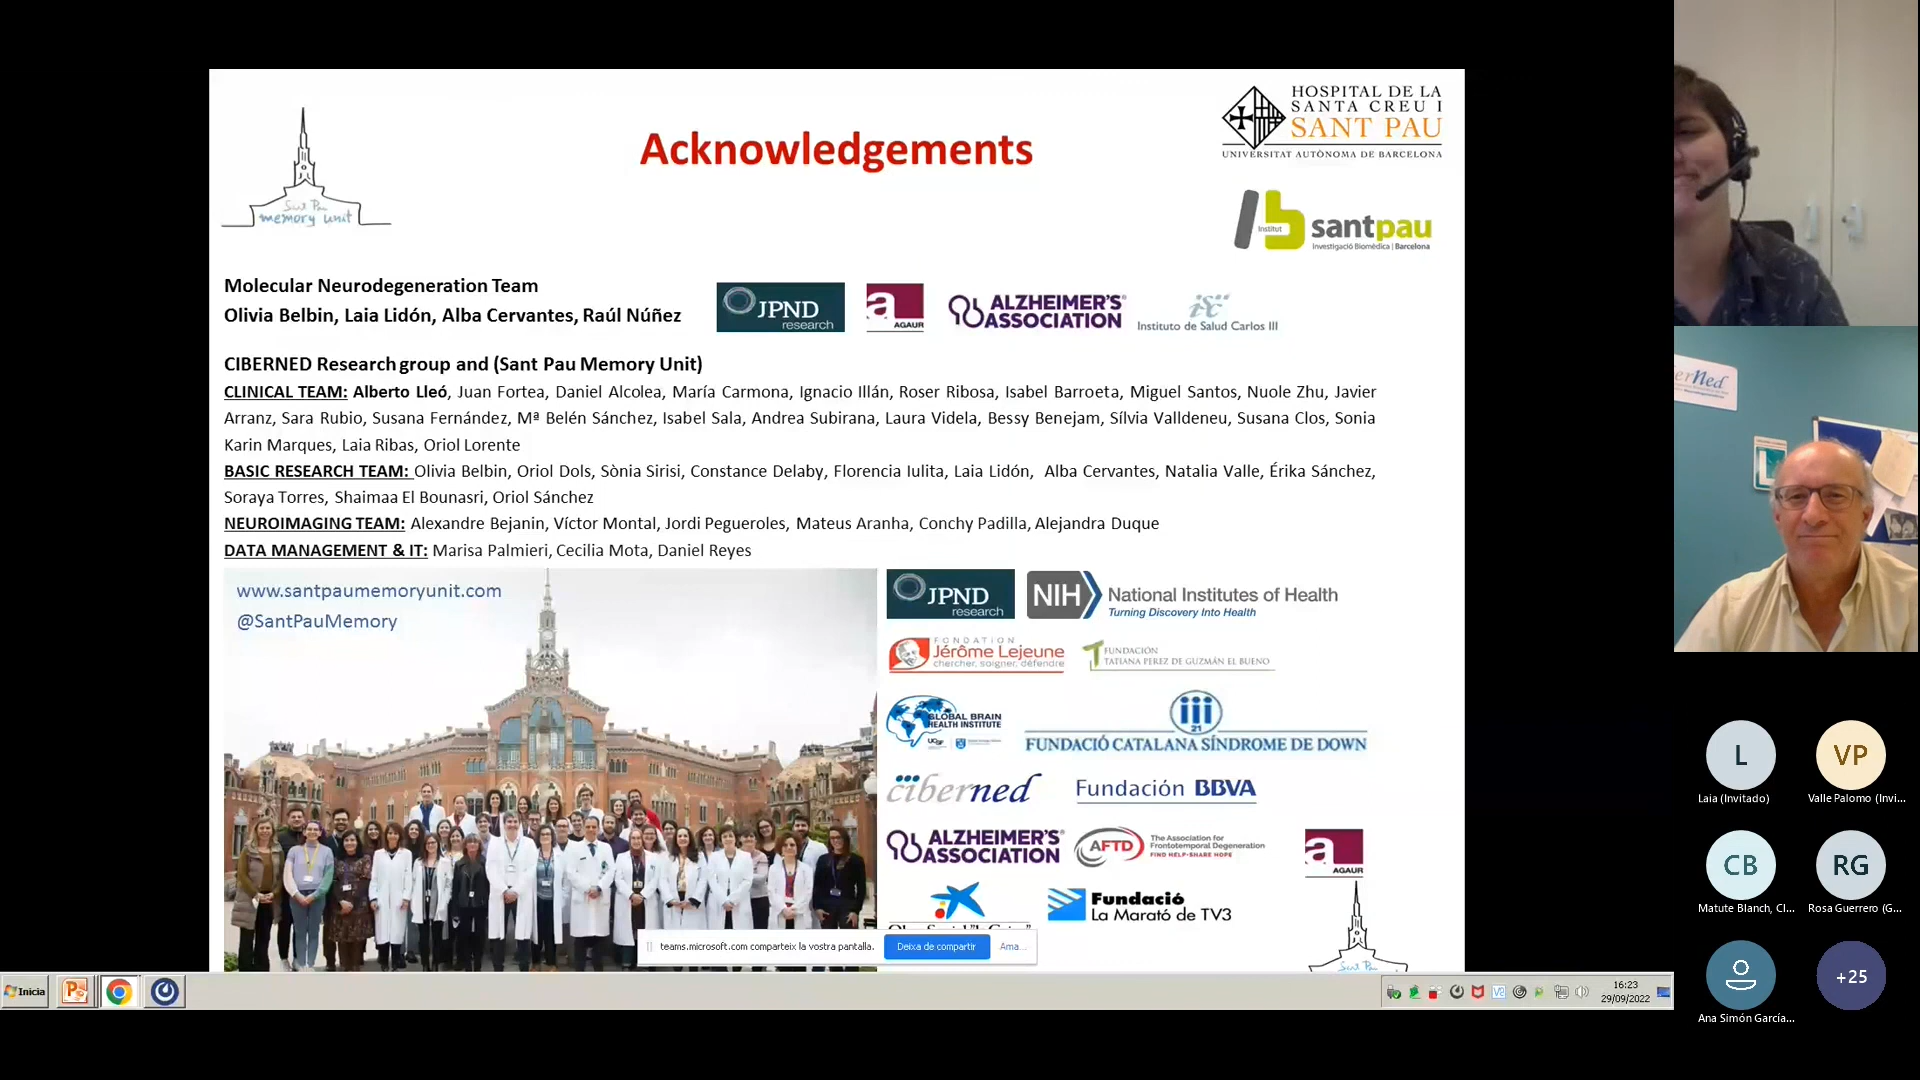 Acknowledgements
HOSPITAL DE LA
SANTA CREU I
SANT PAU
UNIVERSITAT AUTÒNOMA DE BARCELONA
Sant Pau
memory unit
Institut
santpau
Investigació Biomèdica | Barcelona
Molecular Neurodegeneration Team
Olivia Belbin, Laia Lidón, Alba Cervantes, Raúl Núñez
JPND
research
a
AGAUR
ALZHEIMER'S
ASSOCIATION
isc
Instituto de Salud Carlos III
CIBERNED Research group and (Sant Pau Memory Unit)
CLINICAL TEAM: Alberto Lleó, Juan Fortea, Daniel Alcolea, María Carmona, Ignacio Illán, Roser Ribosa, Isabel Barroeta, Miguel Santos, Nuole Zhu, Javier
Arranz, Sara Rubio, Susana Fernández, Mª Belén Sánchez, Isabel Sala, Andrea Subirana, Laura Videla, Bessy Benejam, Sílvia Valldeneu, Susana Clos, Sonia
Karin Marques, Laia Ribas, Oriol Lorente
BASIC RESEARCH TEAM: Olivia Belbin, Oriol Dols, Sònia Sirisi, Constance Delaby, Florencia Iulita, Laia Lidón, Alba Cervantes, Natalia Valle, Érika Sánchez,
Soraya Torres, Shaimaa El Bounasri, Oriol Sánchez
NEUROIMAGING TEAM: Alexandre Bejanin, Víctor Montal, Jordi Pegueroles, Mateus Aranha, Conchy Padilla, Alejandra Duque
DATA MANAGEMENT & IT: Marisa Palmieri, Cecilia Mota, Daniel Reyes
www.santpaumemoryunit.com
@SantPauMemory
JPND
research
NIH
National Institutes of Health
Turning Discovery Into Health
FONDATION
Jérôme Lejeune
chercher, soigner, défendre
FUNDACIÓN
TATIANA PEREZ DE GUZMÁN EL BUENO
GLOBAL BRAIN
HEALTH INSTITUTE
UCSF
21
FUNDACIÓ CATALANA SÍNDROME DE DOWN
ciberned
Fundación BBVA
ALZHEIMER'S
ASSOCIATION
AFTD
The Association for
Frontotemporal Degeneration
FIND HELP-SHARE HOPE
a
AGAUR
Fundació
La Marató de TV3
Sant Pau
teams.microsoft.com comparteix la vostra pantalla.
Deixa de compartir
Ama...
Inicia
16:23
29/09/2022
erNed
L
Laia (Invitado)
VP
Valle Palomo (Invi...
CB
Matute Blanch, Cl...
RG
Rosa Guerrero (G...
Ana Simón García...
+25